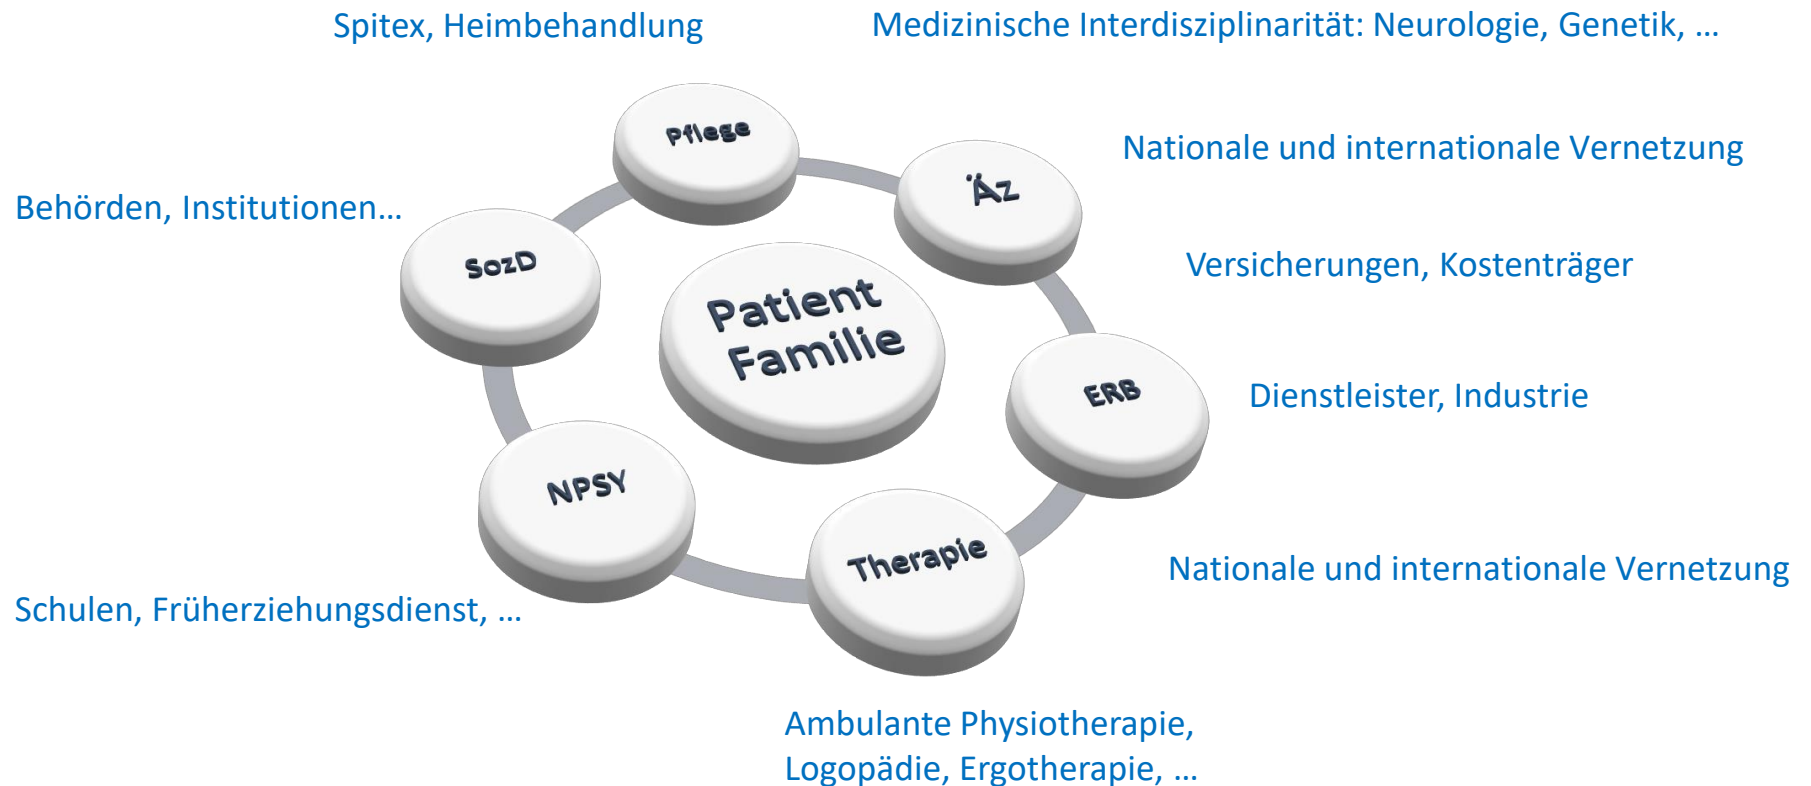 Spitex, Heimbehandlung
Medizinische Interdisziplinarität: Neurologie, Genetik, …
Pflege
Nationale und internationale Vernetzung
Äz
Behörden, Institutionen…
SozD
Versicherungen, Kostenträger
Patient
Familie
ERB
Dienstleister, Industrie
NPSY
Therapie
Nationale und internationale Vernetzung
Schulen, Früherziehungsdienst, …
Ambulante Physiotherapie,
Logopädie, Ergotherapie, …